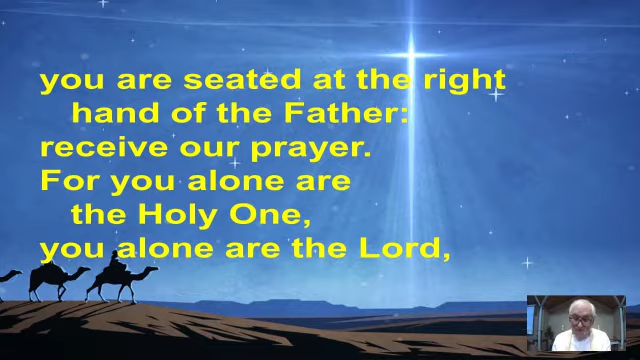 you are seated at the right
hand of the Father:
receive our prayer.
For you alone are
the Holy One,
you alone are the Lord,